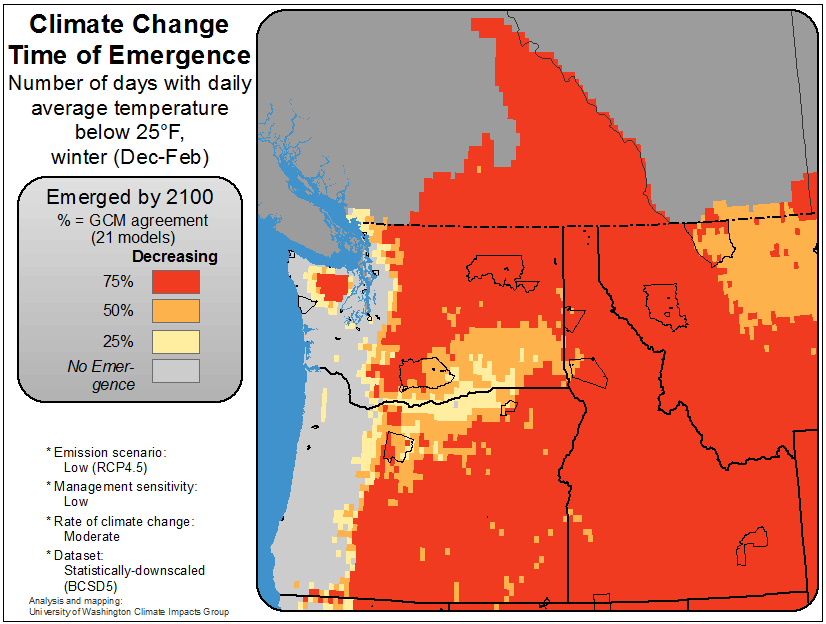 Climate Change
Time of Emergence
Number of days with daily
average temperature
below 25°F,
winter (Dec-Feb)
Emerged by 2100
% = GCM agreement
(21 models)
Decreasing
75%
50%
25%
No Emer-
gence
* Emission scenario:
Low (RCP4.5)
* Management sensitivity:
Low
* Rate of climate change:
Moderate
* Dataset:
Statistically-downscaled
(BCSD5)
Analysis and mapping:
University of Washington Climate Impacts Group